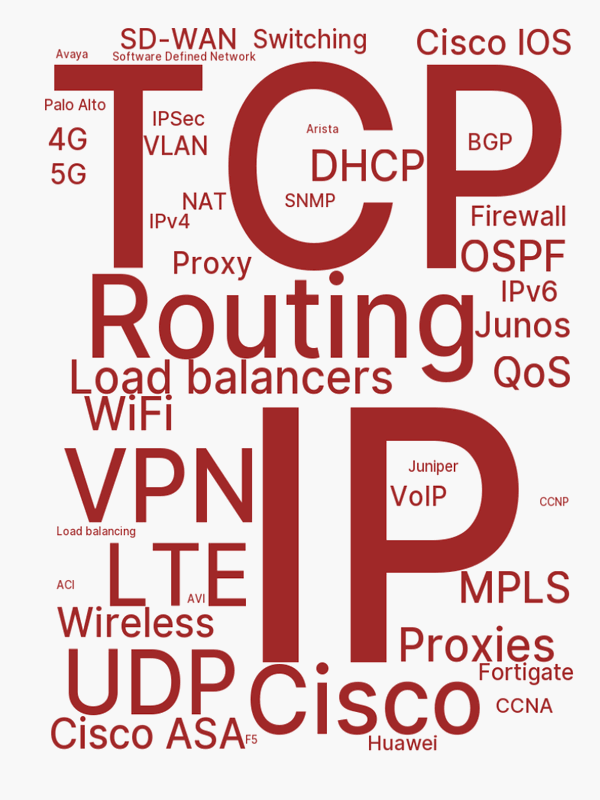 SD-WAN
Switching
Cisco IOS
Avaya
Software Defined Network
TCP
Palo Alto
IPSec
Arista
4G
VLAN
BGP
DHCP
5G
NAT
SNMP
IPv4
Firewall
Proxy
OSPF
IPv6
Routing
Junos
Load balancers
QoS
WiFi
IP
VPN
Juniper
VoIP
CCNP
Load balancing
LTE
ACI
AVI
MPLS
Wireless
Proxies
UDP
Cisco
Fortigate
CCNA
Cisco ASA
F5
Huawei